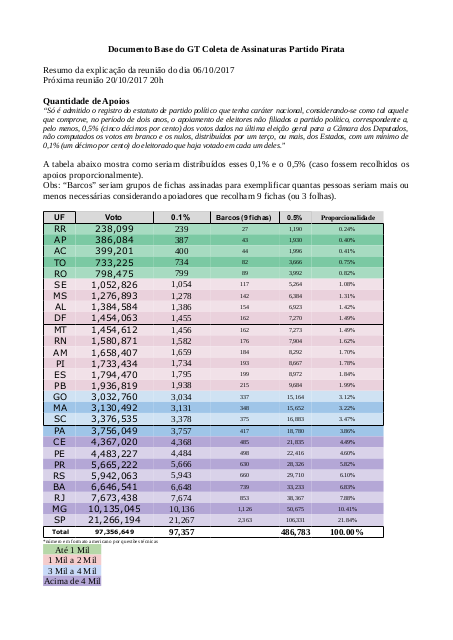 Documento Base do GT Coleta de Assinaturas Partido Pirata
Resumo da explicação da reunião do dia 06/10/2017
Próxima reunião 20/10/2017 20h
Quantidade de Apoios
"Só é admitido o registro do estatuto de partido político que tenha caráter nacional, considerando-se como tal aquele
que comprove, no período de dois anos, o apoiamento de eleitores não filiados a partido político, correspondente a,
pelo menos, 0,5% (cinco décimos por cento) dos votos dados na última eleição geral para a Câmara dos Deputados,
não computados os votos em branco e os nulos, distribuídos por um terço, ou mais, dos Estados, com um mínimo de
0,1% (um décimo por cento) do eleitorado que haja votado em cada um deles."
A tabela abaixo mostra como seriam distribuídos esses 0,1% e o 0,5% (caso fossem recolhidos os
apoios proporcionalmente).
Obs: "Barcos" seriam grupos de fichas assinadas para exemplificar quantas pessoas seriam mais ou
menos necessárias considerando apoiadores que recolham 9 fichas (ou 3 folhas).
UF Voto 0.1% Barcos (9 fichas) 0.5% Proporcionalidade
RR 238,099 239 27 1,190 0.24%
AP 386,084 387 43 1,930 0.40%
AC 399,201 400 44 1,996 0.41%
TO 733,225 734 82 3,666 0.75%
RO 798,475 799 89 3,992 0.82%
SE 1,052,826 1,054 117 5,264 1.08%
MS 1,276,893 1,278 142 6,384 1.31%
AL 1,384,584 1,386 154 6,923 1.42%
DF 1,454,063 1,455 162 7,270 1.49%
MT 1,454,612 1,456 162 7,273 1.49%
RN 1,580,871 1,582 176 7,904 1.62%
AM 1,658,407 1,659 184 8,292 1.70%
PI 1,733,434 1,734 193 8,667 1.78%
ES 1,794,470 1,795 199 8,972 1.84%
PB 1,936,819 1,938 215 9,684 1.99%
GO 3,032,760 3,034 337 15,164 3.12%
MA 3,130,492 3,131 348 15,652 3.22%
SC 3,376,535 3,378 375 16,883 3.47%
PA 3,756,049 3,757 417 18,780 3.86%
CE 4,367,020 4,368 485 21,835 4.49%
PE 4,483,227 4,484 498 22,416 4.60%
PR 5,665,222 5,666 630 28,326 5.82%
RS 5,942,063 5,943 660 29,710 6.10%
BA 6,646,541 6,648 739 33,233 6.83%
RJ 7,673,438 7,674 853 38,367 7.88%
MG 10,135,045 10,136 1,126 50,675 10.41%
SP 21,266,194 21,267 2,363 106,331 21.84%
Total 97,356,649 97,357 486,783 100.00%
*número em formato americano por questões técnicas
Até 1 Mil
1 Mil a 2 Mil
3 Mil a 4 Mil
Acima de 4 Mil